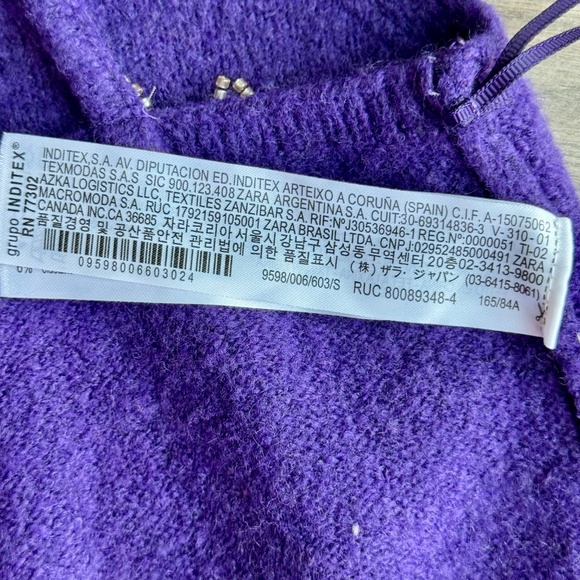 grupo INDITEX®
RN 77302
INDITEX,S.A. AV. DIPUTACION ED.INDITEX ARTEIXO A CORUÑA (SPAIN) C.I.F. A-15075062
TEXMODAS S.A.S SIC 900.123.408 ZARA ARGENTINA S.A. CUIT:30-69314836-3 V-310-01
AZKA LOGISTICS LLC, TEXTILES ZANZIBAR S.A. RIF:Nº:J30536946-1 REG.Nº:0000051 TI-02
MACROMODA S.A. RUC 1792159105001 ZARA BRASIL LTDA. CNPJ:02952485000491 ZARA
CANADA INC.CA 36685 자라코리아 서울시강남구 삼성동 무역센터 20층 02-3413-9800
품질경영 및 공산품안전 관리법에 의한 품질표시 (株) ザラ・ジャパン (03-6415-8061)
09598006603024
9598/006/603/S RUC 80089348-4 165/84A